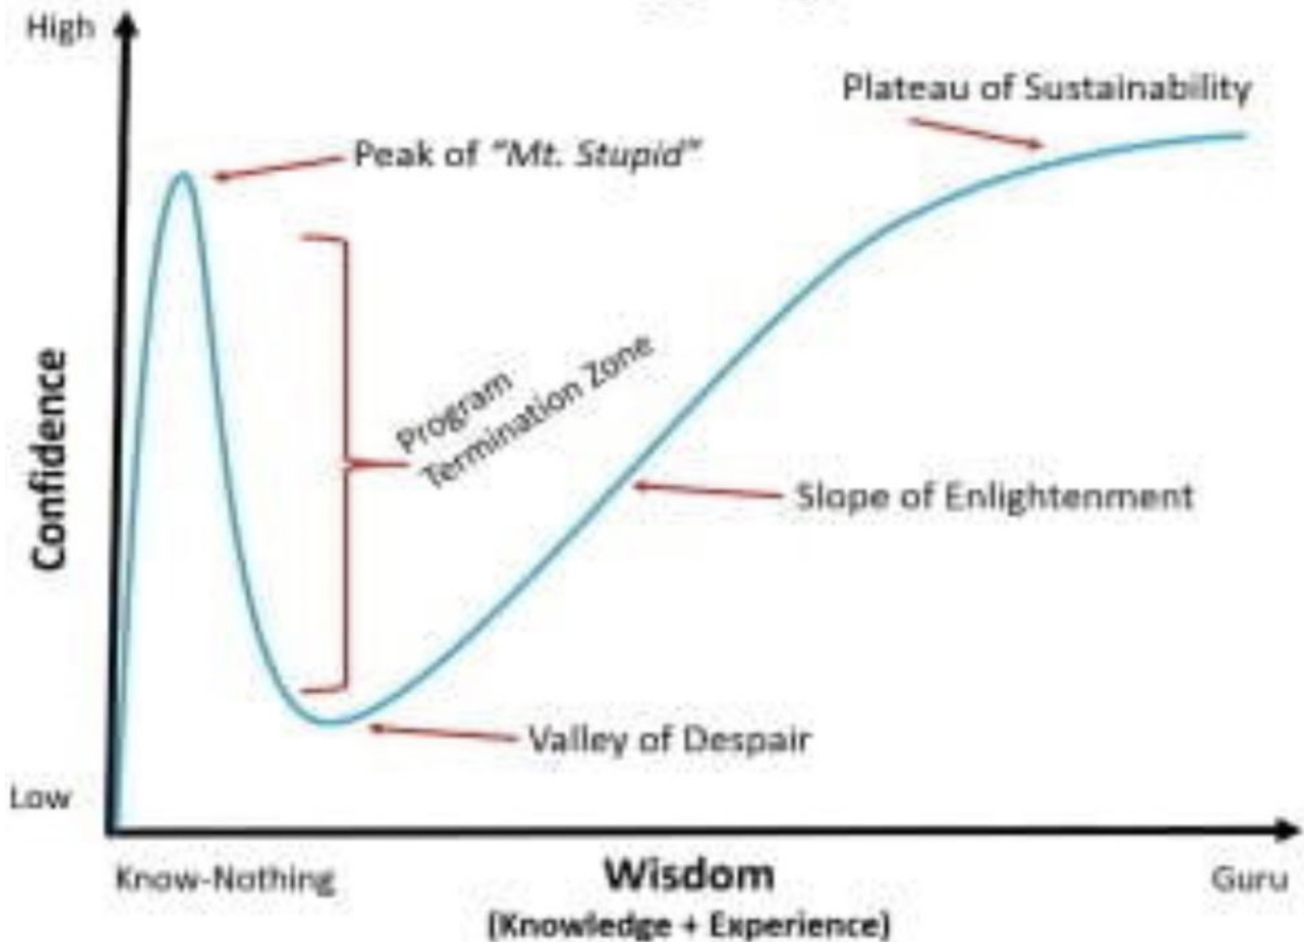 High
Plateau of Sustainability
Peak of "Mt. Stupid"
Program
Termination Zone
Confidence
Slope of Enlightenment
Valley of Despair
Low
Know-Nothing
Wisdom
Guru
(Knowledge + Experience)